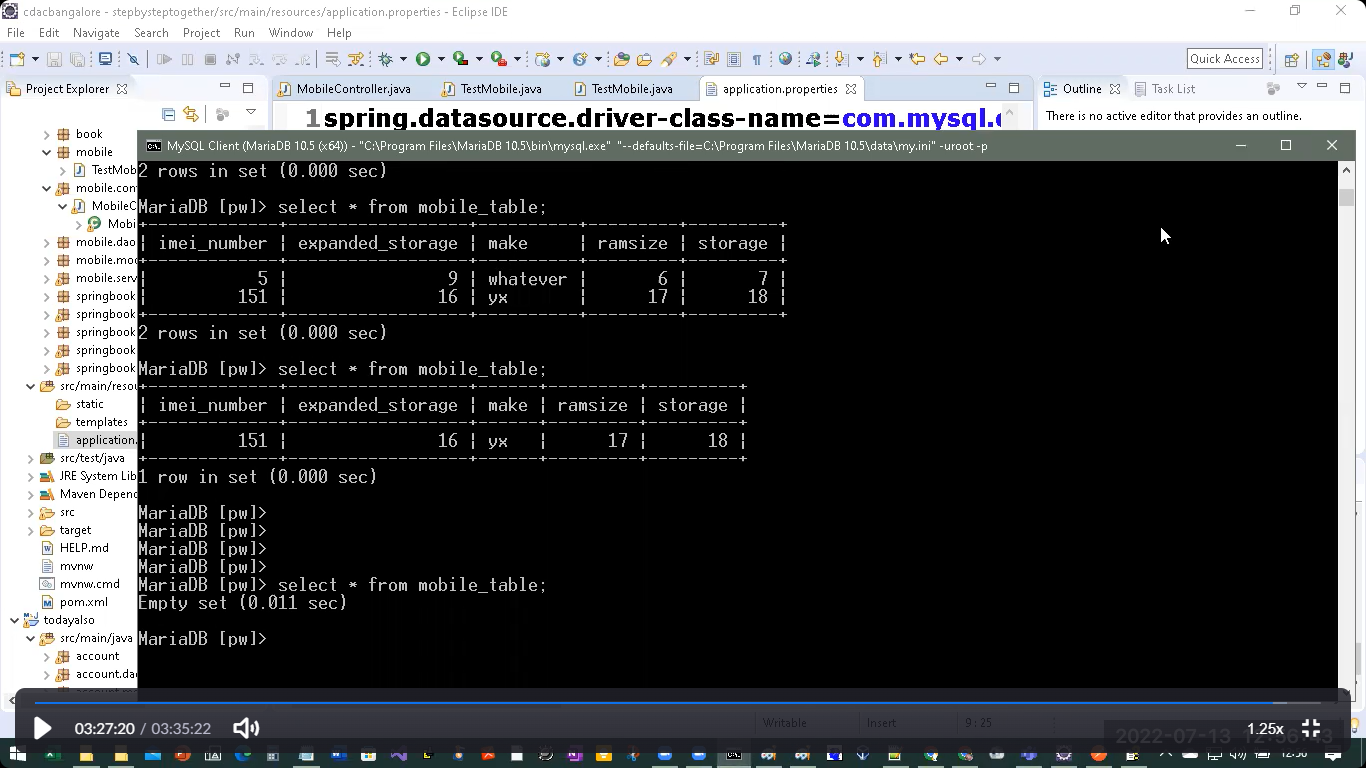 cdacbangalore - stepbysteptogether/src/main/resources/application.properties - Eclipse IDE
File Edit Navigate Search Project Run Window Help
Quick Access
Project Explorer
MobileController.java TestMobile.java TestMobile.java application.properties
Outline Task List
There is no active editor that provides an outline.
1 spring.datasource.driver-class-name=com.mysql.c
book
mobile
TestMob
mobile.con
MobileC
Mobi
mobile.dao
mobile.mo
mobile.serv
springbook
springbook
springbook
springbook
springbook
src/main/resou
static
templates
application.
src/test/java
JRE System Lib
Maven Depend
src
target
HELP.md
mvnw
mvnw.cmd
pom.xml
todayalso
src/main/java
account
account.dao
MySQL Client (MariaDB 10.5 (x64)) - "C:\Program Files\MariaDB 10.5\bin\mysql.exe" "--defaults-file=C:\Program Files\MariaDB 10.5\data\my.ini" -uroot -p
2 rows in set (0.000 sec)
MariaDB [pw]> select * from mobile_table;
| imei_number | expanded_storage | make | ramsize | storage |
| 5 | 9 | whatever | 6 | 7 |
| 151 | 16 | yx | 17 | 18 |
2 rows in set (0.000 sec)
MariaDB [pw]> select * from mobile_table;
| imei_number | expanded_storage | make | ramsize | storage |
| 151 | 16 | yx | 17 | 18 |
1 row in set (0.000 sec)
MariaDB [pw]>
MariaDB [pw]>
MariaDB [pw]>
MariaDB [pw]>
MariaDB [pw]> select * from mobile_table;
Empty set (0.011 sec)
MariaDB [pw]>
Writable Insert 9:25
03:27:20 / 03:35:22 1.25x